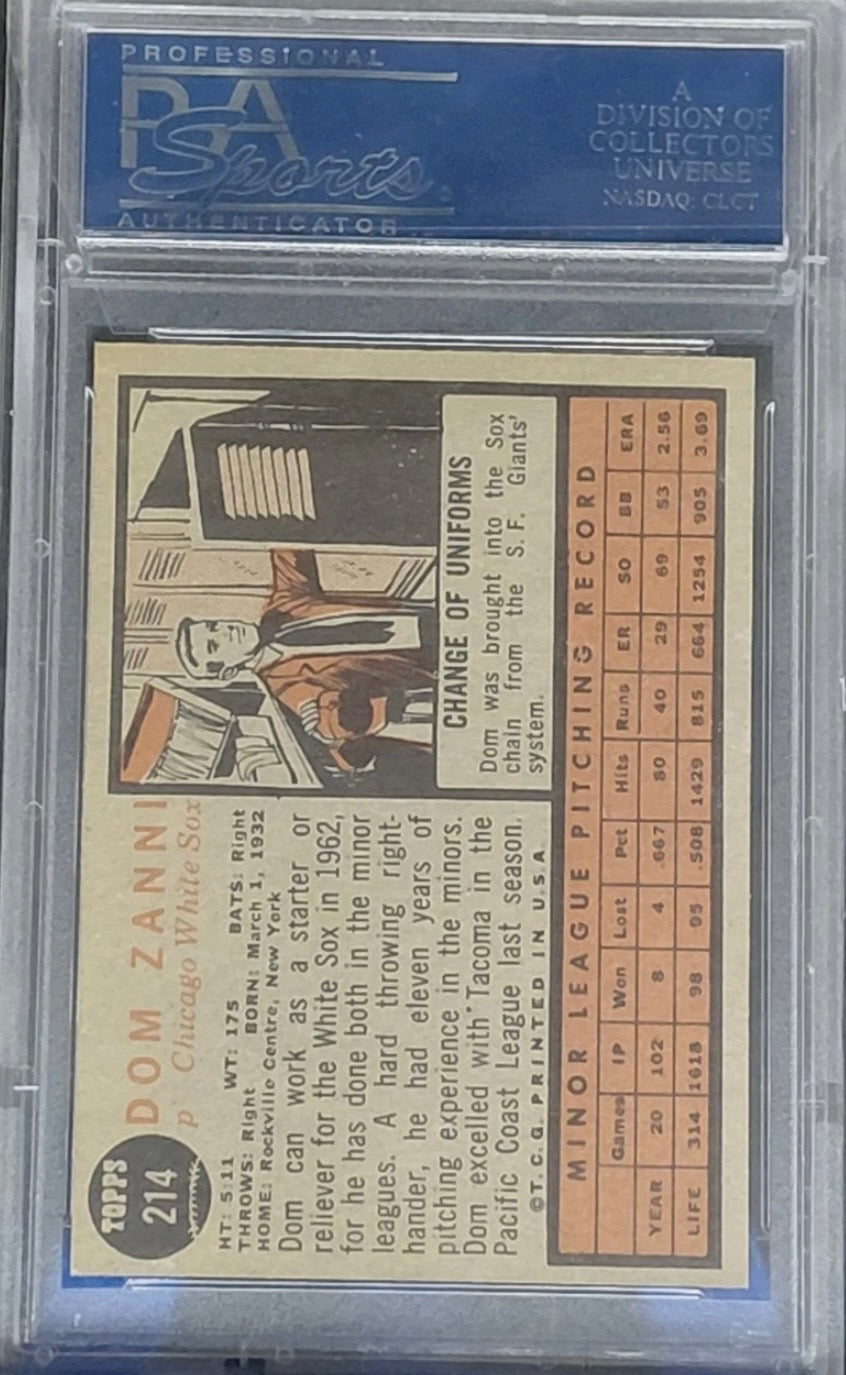 PROFESSIONAL
PSA
Sports
AUTHENTICATOR
A
DIVISION OF
COLLECTORS
UNIVERSE
NASDAQ: CLCT
TOPPS
214
DOM ZANNI
p Chicago White Sox
HT: 5:11 WT: 175 BATS: Right
THROWS: Right BORN: March 1, 1932
HOME: Rockville Centre, New York
Dom can work as a starter or
reliever for the White Sox in 1962,
for he has done both in the minor
leagues. A hard throwing right-
hander, he had eleven years of
pitching experience in the minors.
Dom excelled with Tacoma in the
Pacific Coast League last season.
©T. C. G. PRINTED IN U.S.A.
CHANGE OF UNIFORMS
Dom was brought into the Sox
chain from the S. F. Giants'
system.
MINOR LEAGUE PITCHING RECORD
Games IP Won Lost Pct Hits Runs ER SO BB ERA
YEAR 20 102 8 4 .667 80 40 29 69 53 2.56
LIFE 314 1618 98 95 .508 1429 815 664 1254 905 3.69